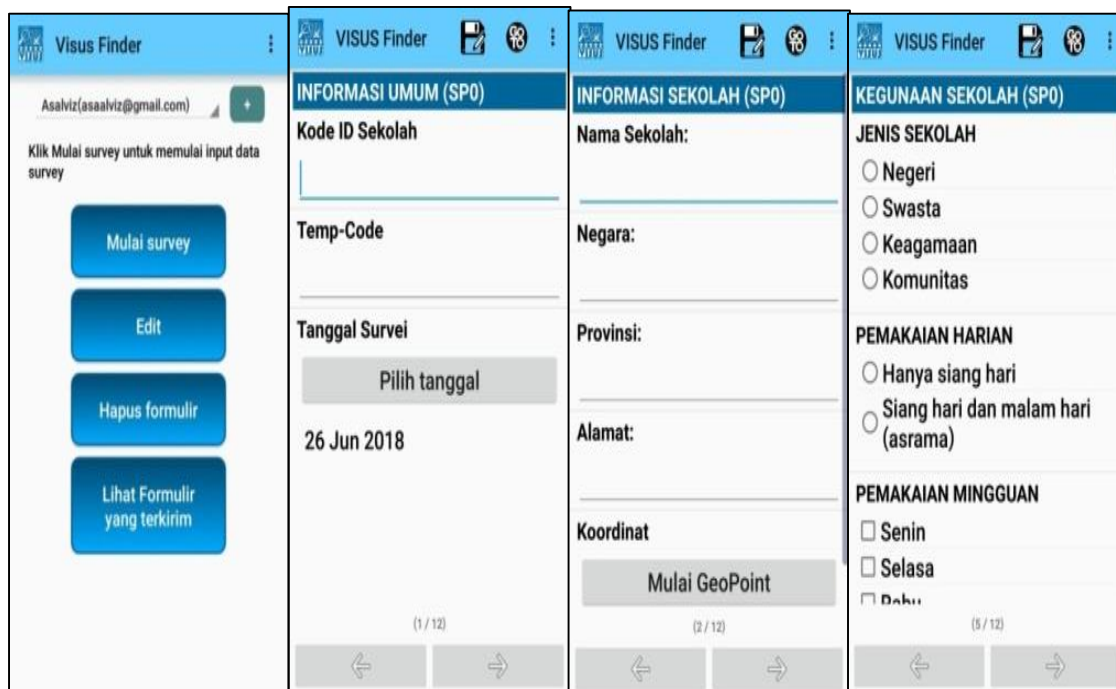 Visus Finder
Asalviz(asaalviz@gmail.com)
+
Klik Mulai survey untuk memulai input data
survey
Mulai survey
Edit
Hapus formulir
Lihat Formulir
yang terkirim
VISUS Finder
INFORMASI UMUM (SP0)
Kode ID Sekolah
Temp-Code
Tanggal Survei
Pilih tanggal
26 Jun 2018
(1 / 12)
VISUS Finder
INFORMASI SEKOLAH (SP0)
Nama Sekolah:
Negara:
Provinsi:
Alamat:
Koordinat
Mulai GeoPoint
(2 / 12)
VISUS Finder
KEGUNAAN SEKOLAH (SP0)
JENIS SEKOLAH
Negeri
Swasta
Keagamaan
Komunitas
PEMAKAIAN HARIAN
Hanya siang hari
Siang hari dan malam hari
(asrama)
PEMAKAIAN MINGGUAN
Senin
Selasa
(5 / 12)